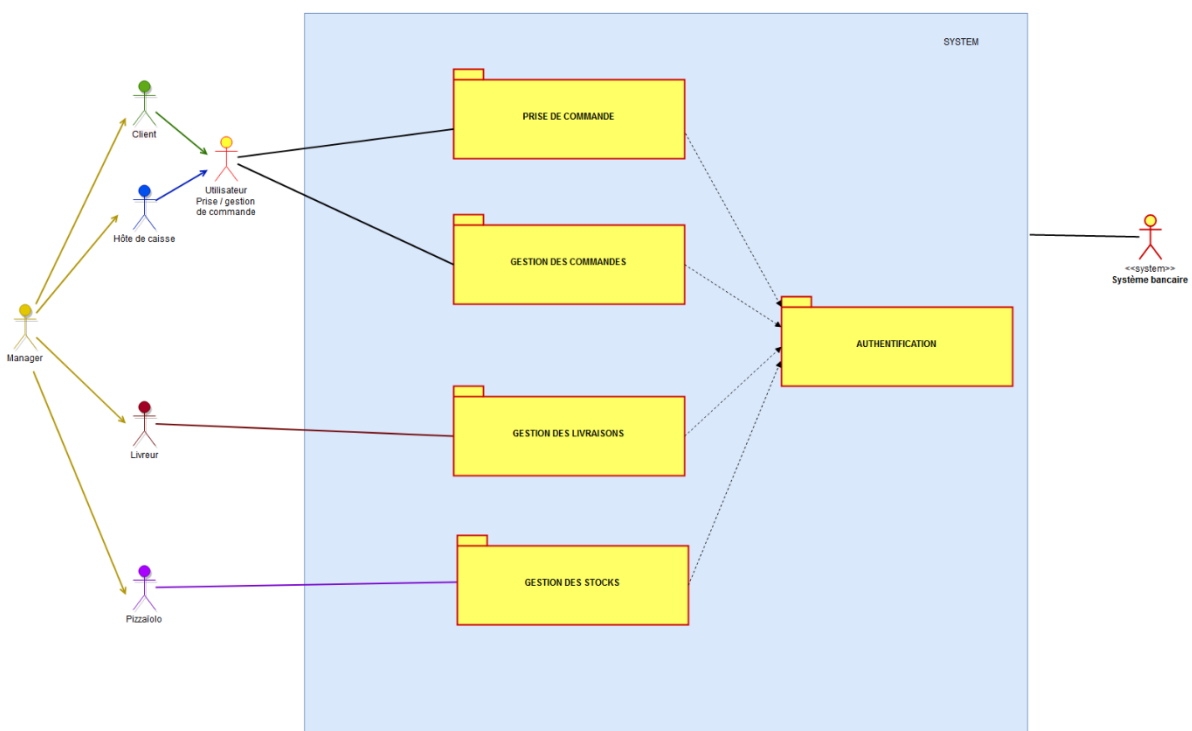 SYSTEM
PRISE DE COMMANDE
Client
Utilisateur
Prise / gestion
de commande
Hôte de caisse
GESTION DES COMMANDES
<<system>>
Système bancaire
AUTHENTIFICATION
Manager
GESTION DES LIVRAISONS
Livreur
GESTION DES STOCKS
Pizzalolo